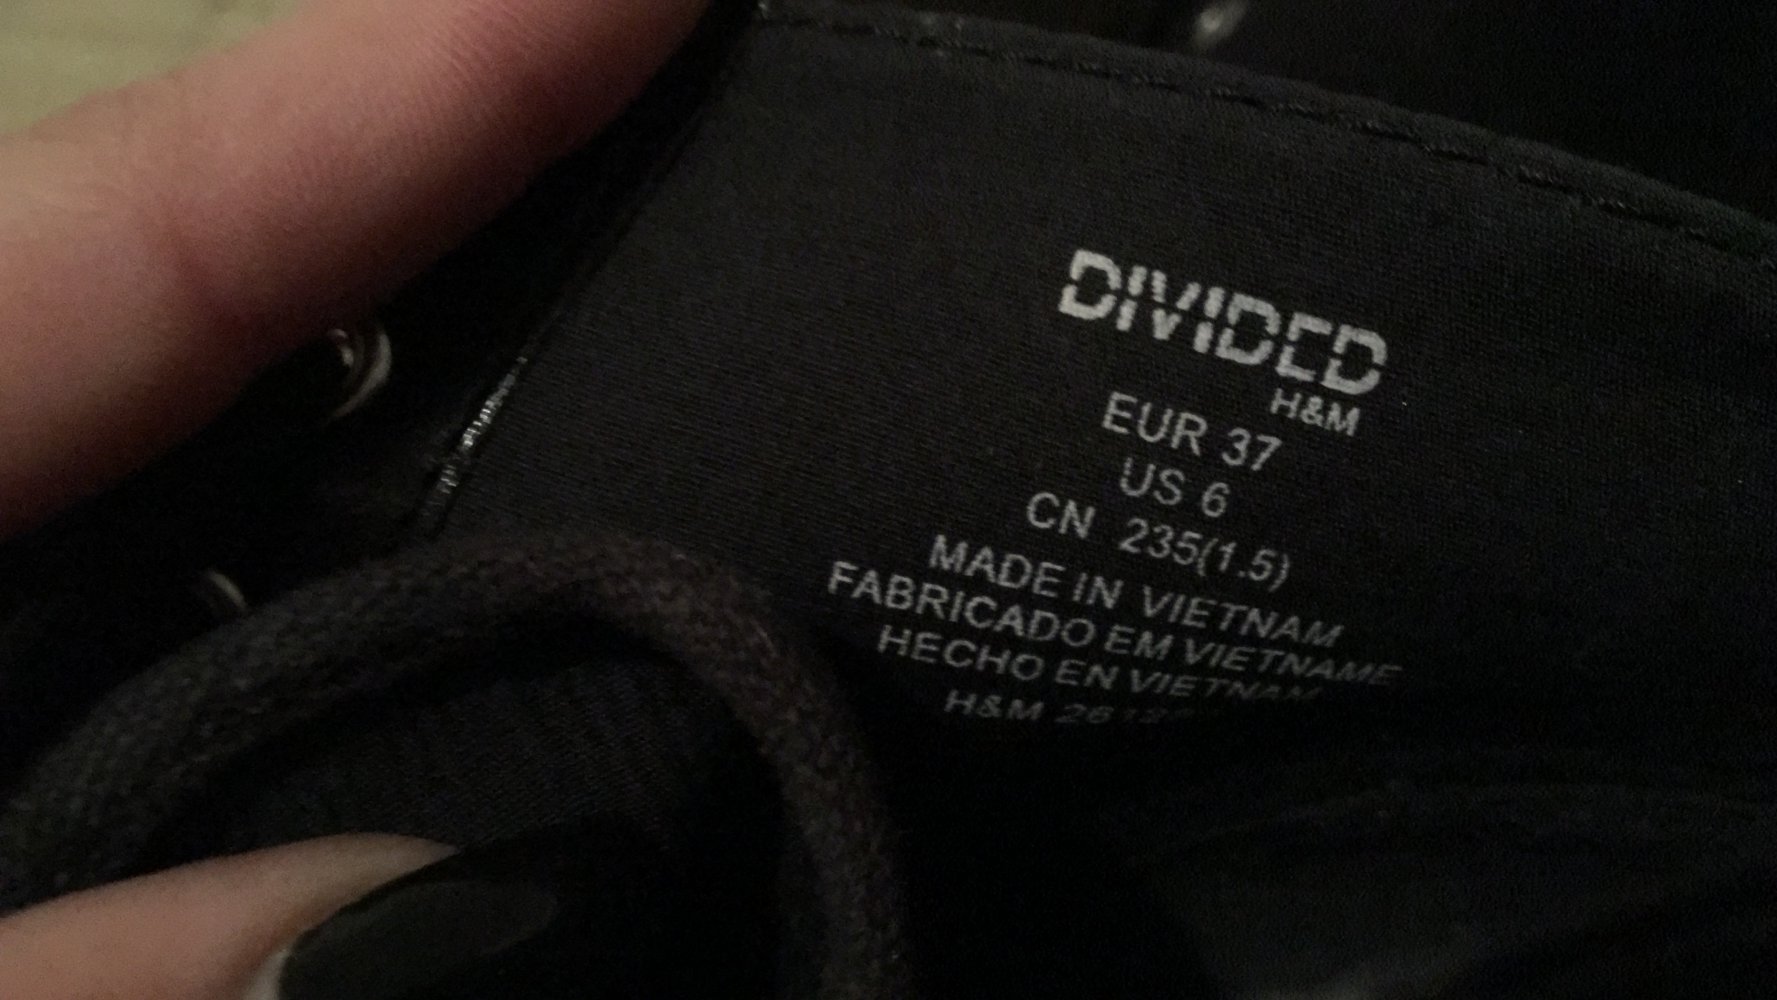 DIVIDED
H&M
EUR 37
US 6
CN 235(1.5)
MADE IN VIETNAM
FABRICADO EM VIETNAME
HECHO EN VIETNAM
H&M